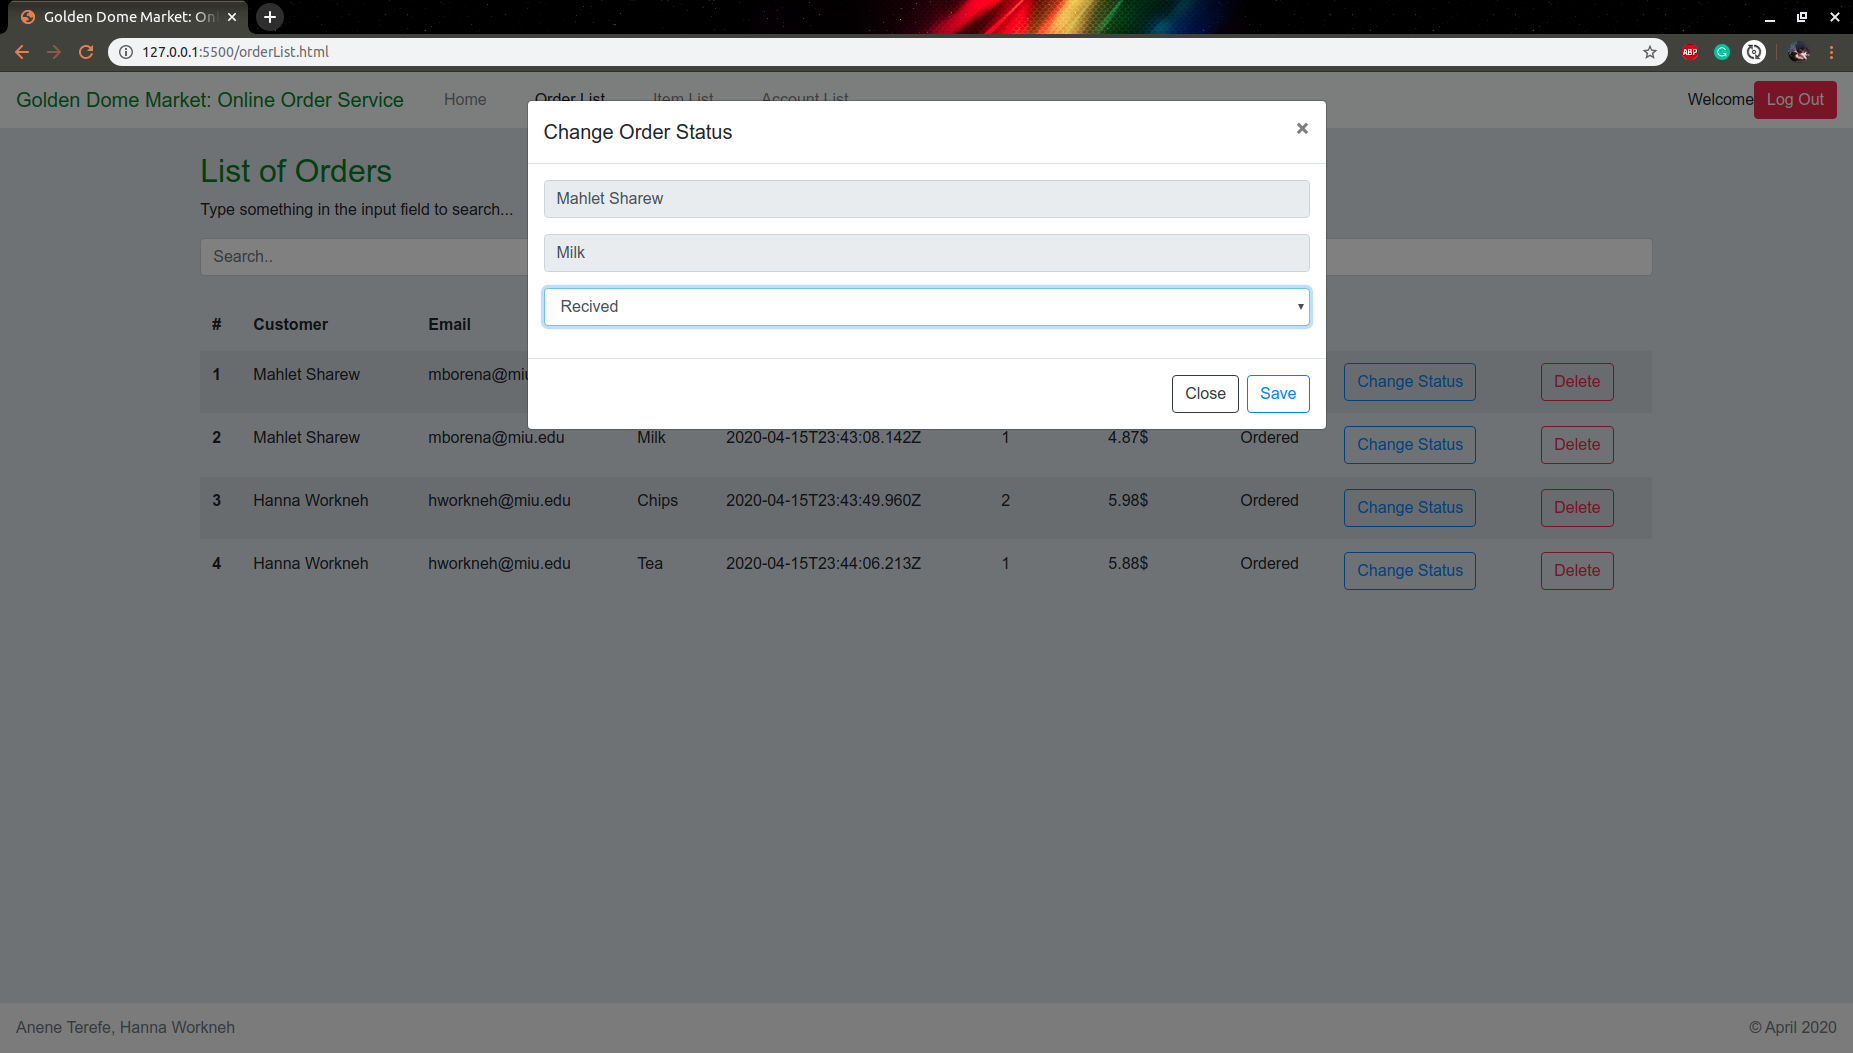 Golden Dome Market: Onl
127.0.0.1:5500/orderList.html
ABP
Golden Dome Market: Online Order Service Home Order List Item List Account List Welcome Log Out
Change Order Status ×
List of Orders
Type something in the input field to search...
Mahlet Sharew
Milk
Search..
Recived
# Customer Email
1 Mahlet Sharew mborena@miu Change Status Delete
Close Save
2 Mahlet Sharew mborena@miu.edu Milk 2020-04-15T23:43:08.142Z 1 4.87$ Ordered Change Status Delete
3 Hanna Workneh hworkneh@miu.edu Chips 2020-04-15T23:43:49.960Z 2 5.98$ Ordered Change Status Delete
4 Hanna Workneh hworkneh@miu.edu Tea 2020-04-15T23:44:06.213Z 1 5.88$ Ordered Change Status Delete
Anene Terefe, Hanna Workneh © April 2020